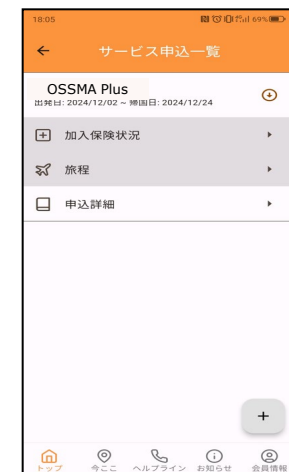 18:05 69%
サービス申込一覧
OSSMA Plus
出発日: 2024/12/02 ~ 帰国日: 2024/12/24
加入保険状況
旅程
申込詳細
+
トップ 今ここ ヘルプライン お知らせ 会員情報